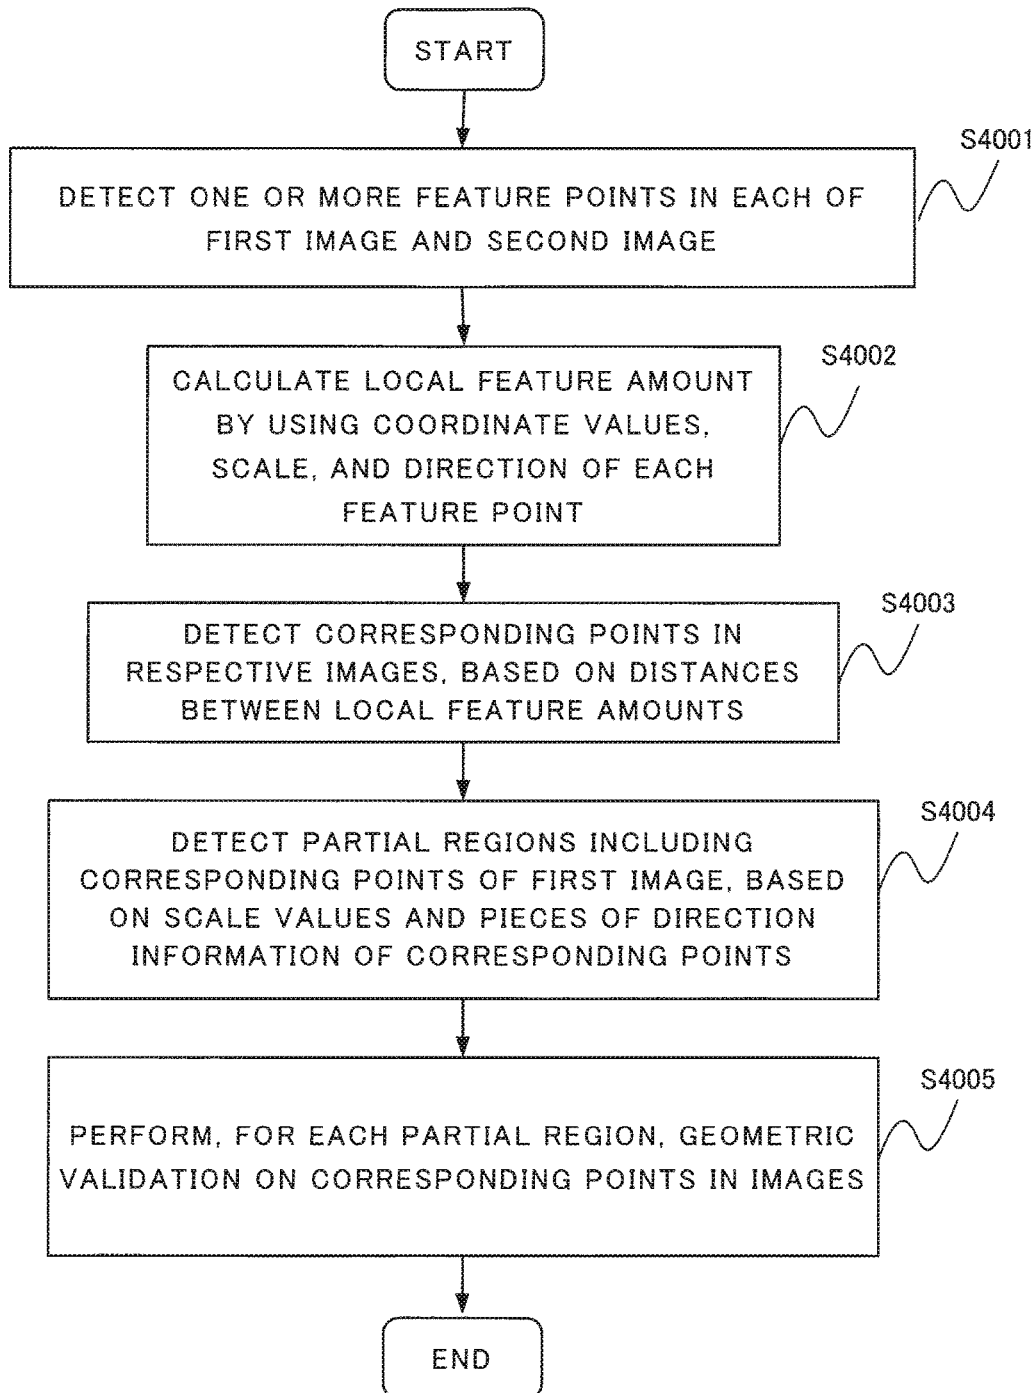 START
S4001
DETECT ONE OR MORE FEATURE POINTS IN EACH OF
FIRST IMAGE AND SECOND IMAGE
S4002
CALCULATE LOCAL FEATURE AMOUNT
BY USING COORDINATE VALUES,
SCALE, AND DIRECTION OF EACH
FEATURE POINT
S4003
DETECT CORRESPONDING POINTS IN
RESPECTIVE IMAGES, BASED ON DISTANCES
BETWEEN LOCAL FEATURE AMOUNTS
S4004
DETECT PARTIAL REGIONS INCLUDING
CORRESPONDING POINTS OF FIRST IMAGE, BASED
ON SCALE VALUES AND PIECES OF DIRECTION
INFORMATION OF CORRESPONDING POINTS
S4005
PERFORM, FOR EACH PARTIAL REGION, GEOMETRIC
VALIDATION ON CORRESPONDING POINTS IN IMAGES
END